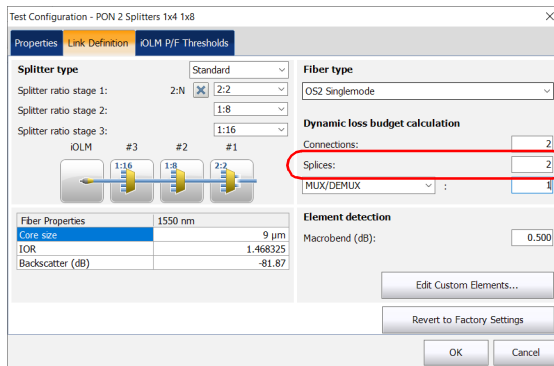 Test Configuration - PON 2 Splitters 1x4 1x8
Properties Link Definition iOLM P/F Thresholds
Splitter type Standard
Splitter ratio stage 1: 2:N 2:2
Splitter ratio stage 2: 1:8
Splitter ratio stage 3: 1:16
iOLM #3 #2 #1
1:16 1:8 2:2
Fiber Properties 1550 nm
Core size 9 µm
IOR 1.468325
Backscatter (dB) -81.87
Fiber type
OS2 Singlemode
Dynamic loss budget calculation
Connections: 2
Splices: 2
MUX/DEMUX : 1
Element detection
Macrobend (dB): 0.500
Edit Custom Elements...
Revert to Factory Settings
OK Cancel